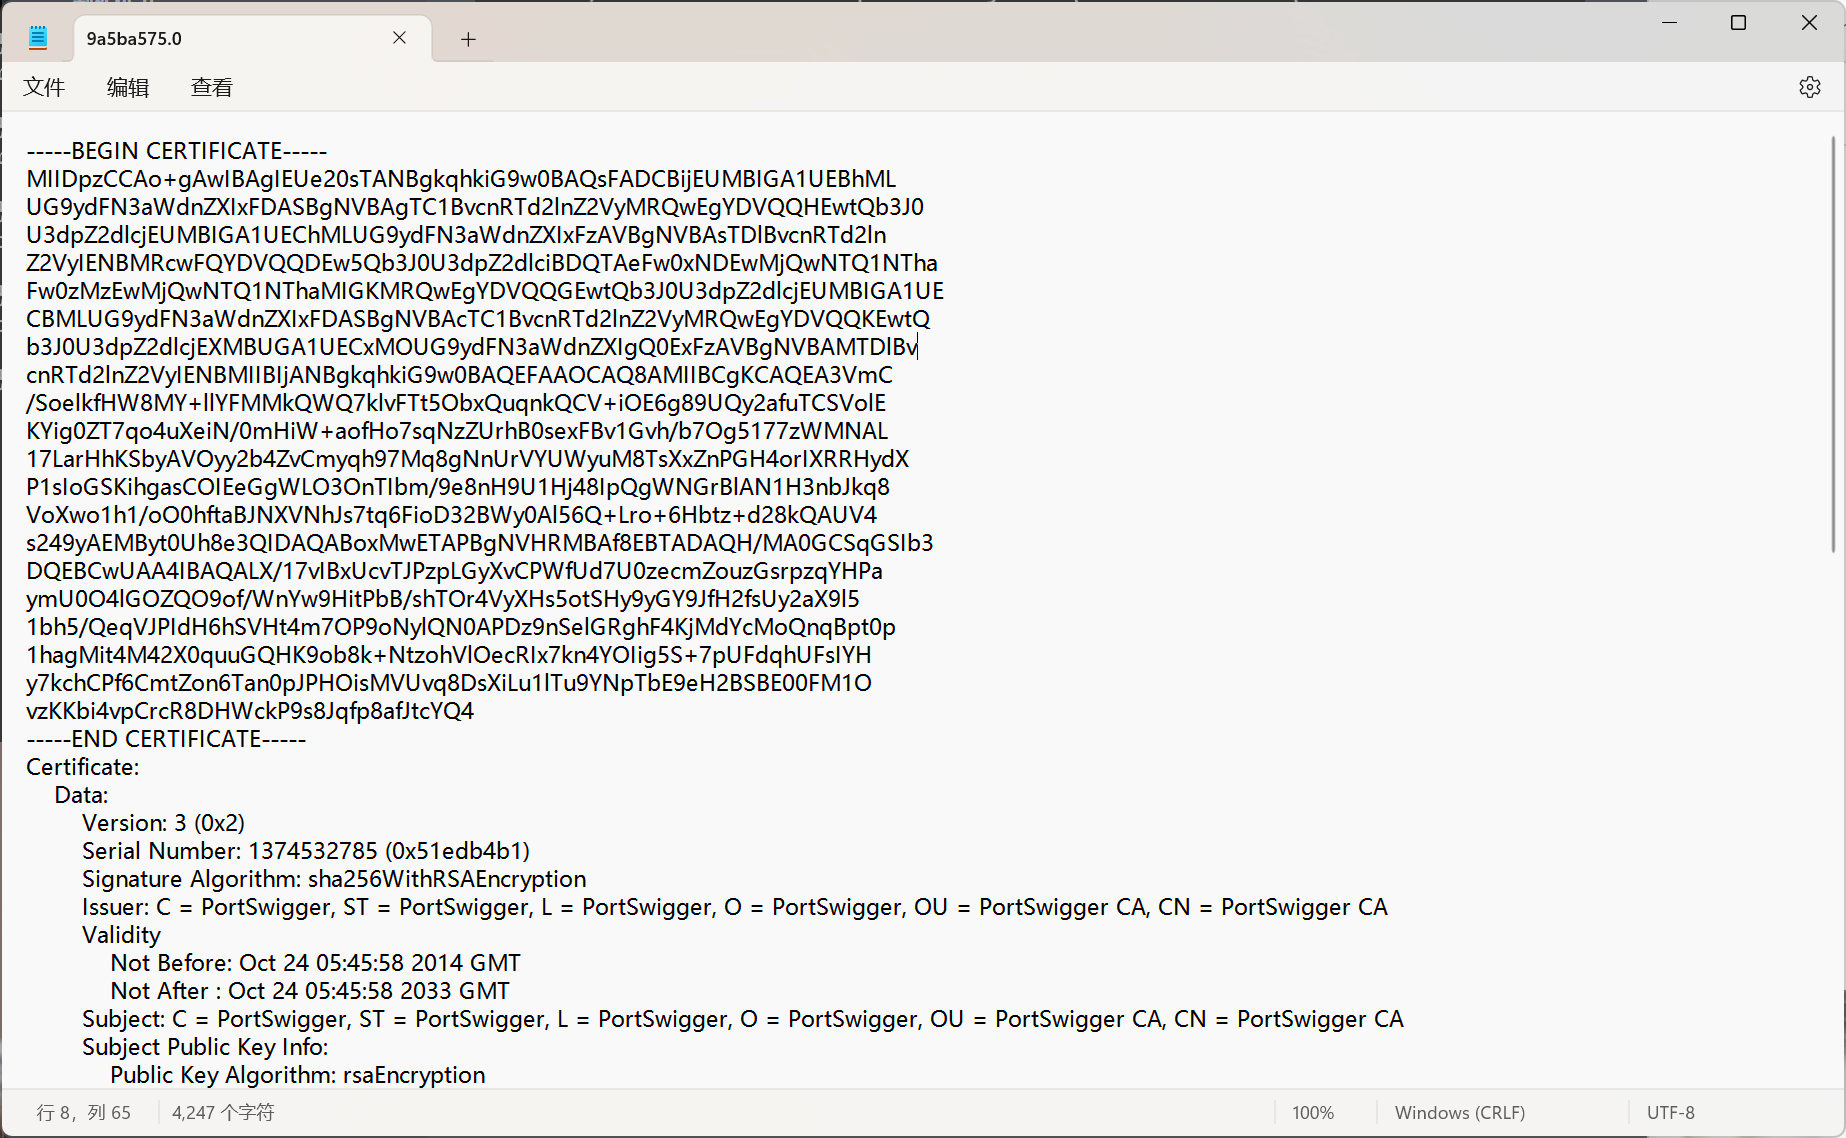 9a5ba575.0
文件 编辑 查看
-----BEGIN CERTIFICATE-----
MIIDpzCCAo+gAwIBAgIEUe20sTANBgkqhkiG9w0BAQsFADCBijEUMBIGA1UEBhML
UG9ydFN3aWdnZXIxFDASBgNVBAgTC1BvcnRTd2lnZ2VyMRQwEgYDVQQHEwtQb3J0
U3dpZ2dlcjEUMBIGA1UEChMLUG9ydFN3aWdnZXIxFzAVBgNVBAsTDlBvcnRTd2ln
Z2VyIENBMRcwFQYDVQQDEw5Qb3J0U3dpZ2dlciBDQTAeFw0xNDEwMjQwNTQ1NTha
Fw0zMzEwMjQwNTQ1NThaMIGKMRQwEgYDVQQGEwtQb3J0U3dpZ2dlcjEUMBIGA1UE
CBMLUG9ydFN3aWdnZXIxFDASBgNVBAcTC1BvcnRTd2lnZ2VyMRQwEgYDVQQKEwtQ
b3J0U3dpZ2dlcjEXMBUGA1UECxMOUG9ydFN3aWdnZXIgQ0ExFzAVBgNVBAMTDlBv
cnRTd2lnZ2VyIENBMIIBIjANBgkqhkiG9w0BAQEFAAOCAQ8AMIIBCgKCAQEA3VmC
/SoelkfHW8MY+llYFMMkQWQ7klvFTt5ObxQuqnkQCV+iOE6g89UQy2afuTCSVolE
KYig0ZT7qo4uXeiN/0mHiW+aofHo7sqNzZUrhB0sexFBv1Gvh/b7Og5177zWMNAL
17LarHhKSbyAVOyy2b4ZvCmyqh97Mq8gNnUrVYUWyuM8TsXxZnPGH4orIXRRHydX
P1sIoGSKihgasCOIEeGgWLO3OnTIbm/9e8nH9U1Hj48IpQgWNGrBlAN1H3nbJkq8
VoXwo1h1/oO0hftaBJNXVNhJs7tq6FioD32BWy0Al56Q+Lro+6Hbtz+d28kQAUV4
s249yAEMByt0Uh8e3QIDAQABoxMwETAPBgNVHRMBAf8EBTADAQH/MA0GCSqGSIb3
DQEBCwUAA4IBAQALX/17vIBxUcvTJPzpLGyXvCPWfUd7U0zecmZouzGsrpzqYHPa
ymU0O4lGOZQO9of/WnYw9HitPbB/shTOr4VyXHs5otSHy9yGY9JfH2fsUy2aX9l5
1bh5/QeqVJPIdH6hSVHt4m7OP9oNylQN0APDz9nSelGRghF4KjMdYcMoQnqBpt0p
1hagMit4M42X0quuGQHK9ob8k+NtzohVlOecRIx7kn4YOIig5S+7pUFdqhUFsIYH
y7kchCPf6CmtZon6Tan0pJPHOisMVUvq8DsXiLu1lTu9YNpTbE9eH2BSBE00FM1O
vzKKbi4vpCrcR8DHWckP9s8Jqfp8afJtcYQ4
-----END CERTIFICATE-----
Certificate:
Data:
Version: 3 (0x2)
Serial Number: 1374532785 (0x51edb4b1)
Signature Algorithm: sha256WithRSAEncryption
Issuer: C = PortSwigger, ST = PortSwigger, L = PortSwigger, O = PortSwigger, OU = PortSwigger CA, CN = PortSwigger CA
Validity
Not Before: Oct 24 05:45:58 2014 GMT
Not After : Oct 24 05:45:58 2033 GMT
Subject: C = PortSwigger, ST = PortSwigger, L = PortSwigger, O = PortSwigger, OU = PortSwigger CA, CN = PortSwigger CA
Subject Public Key Info:
Public Key Algorithm: rsaEncryption
行 8，列 65 4,247 个字符 100% Windows (CRLF) UTF-8